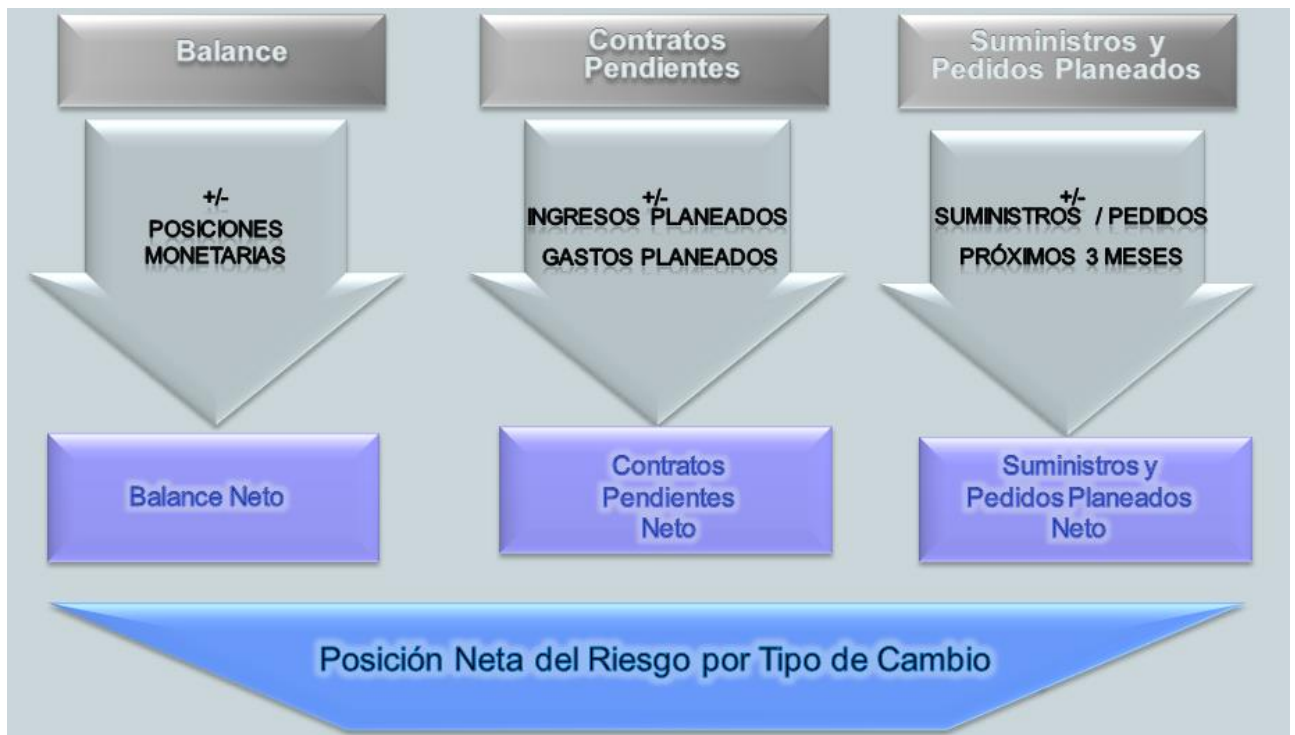 Balance
Contratos
Pendientes
Suministros y
Pedidos Planeados
+/-
POSICIONES
MONETARIAS
+/-
INGRESOS PLANEADOS
GASTOS PLANEADOS
+/-
SUMINISTROS / PEDIDOS
PRÓXIMOS 3 MESES
Balance Neto
Contratos
Pendientes
Neto
Suministros y
Pedidos Planeados
Neto
Posición Neta del Riesgo por Tipo de Cambio